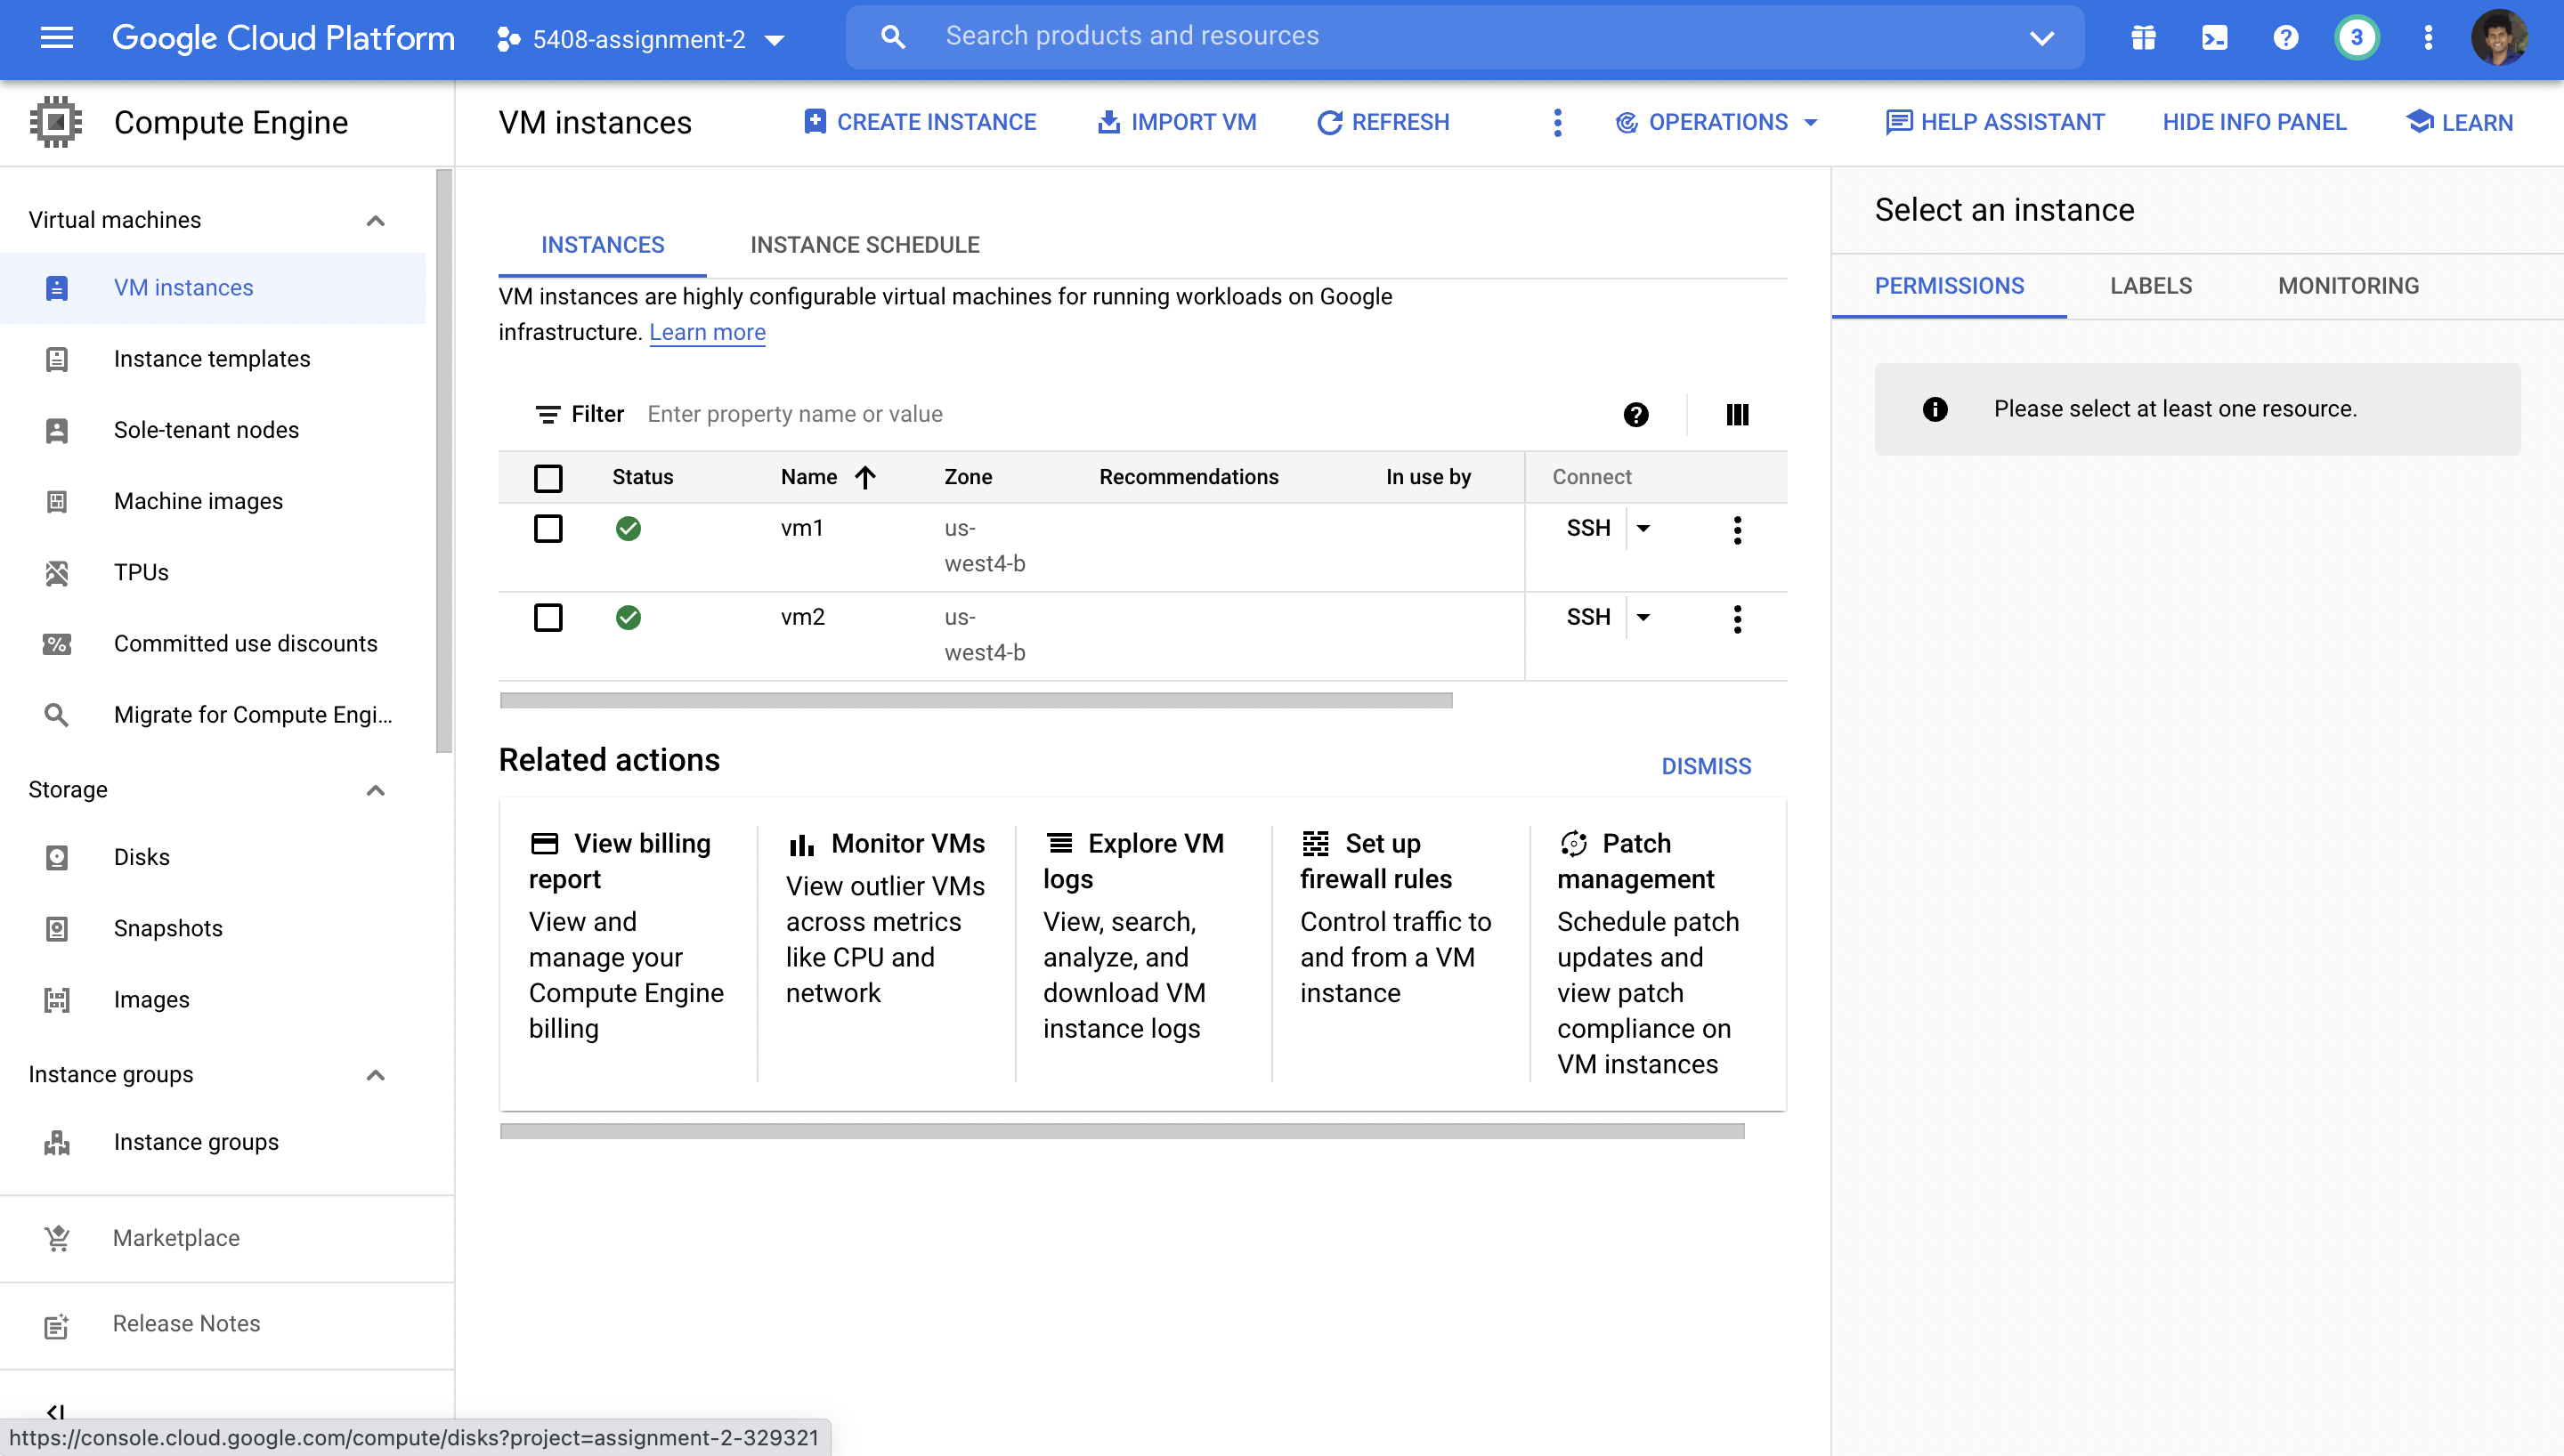 Google Cloud Platform
5408-assignment-2
Search products and resources
3
Compute Engine
VM instances
CREATE INSTANCE
IMPORT VM
REFRESH
OPERATIONS
HELP ASSISTANT
HIDE INFO PANEL
LEARN
Virtual machines
VM instances
Instance templates
Sole-tenant nodes
Machine images
TPUs
Committed use discounts
Migrate for Compute Engi...
Storage
Disks
Snapshots
Images
Instance groups
Instance groups
Marketplace
Release Notes
INSTANCES
INSTANCE SCHEDULE
VM instances are highly configurable virtual machines for running workloads on Google
infrastructure. Learn more
Filter Enter property name or value
Status Name Zone Recommendations In use by Connect
vm1 us-
west4-b
SSH
vm2 us-
west4-b
SSH
Related actions
DISMISS
View billing
report
View and
manage your
Compute Engine
billing
Monitor VMs
View outlier VMs
across metrics
like CPU and
network
Explore VM
logs
View, search,
analyze, and
download VM
instance logs
Set up
firewall rules
Control traffic to
and from a VM
instance
Patch
management
Schedule patch
updates and
view patch
compliance on
VM instances
Select an instance
PERMISSIONS
LABELS
MONITORING
Please select at least one resource.
https://console.cloud.google.com/compute/disks?project=assignment-2-329321